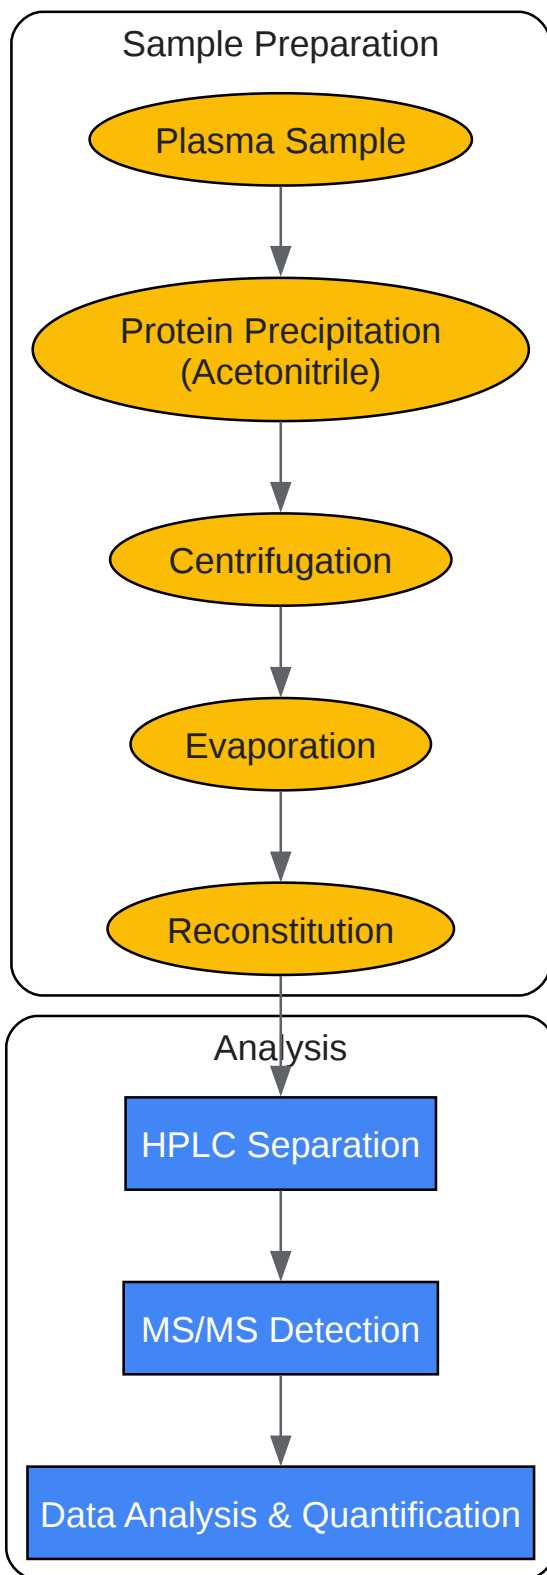 Sample Preparation
Plasma Sample
Protein Precipitation
(Acetonitrile)
Centrifugation
Evaporation
Reconstitution
Analysis
HPLC Separation
MS/MS Detection
Data Analysis & Quantification